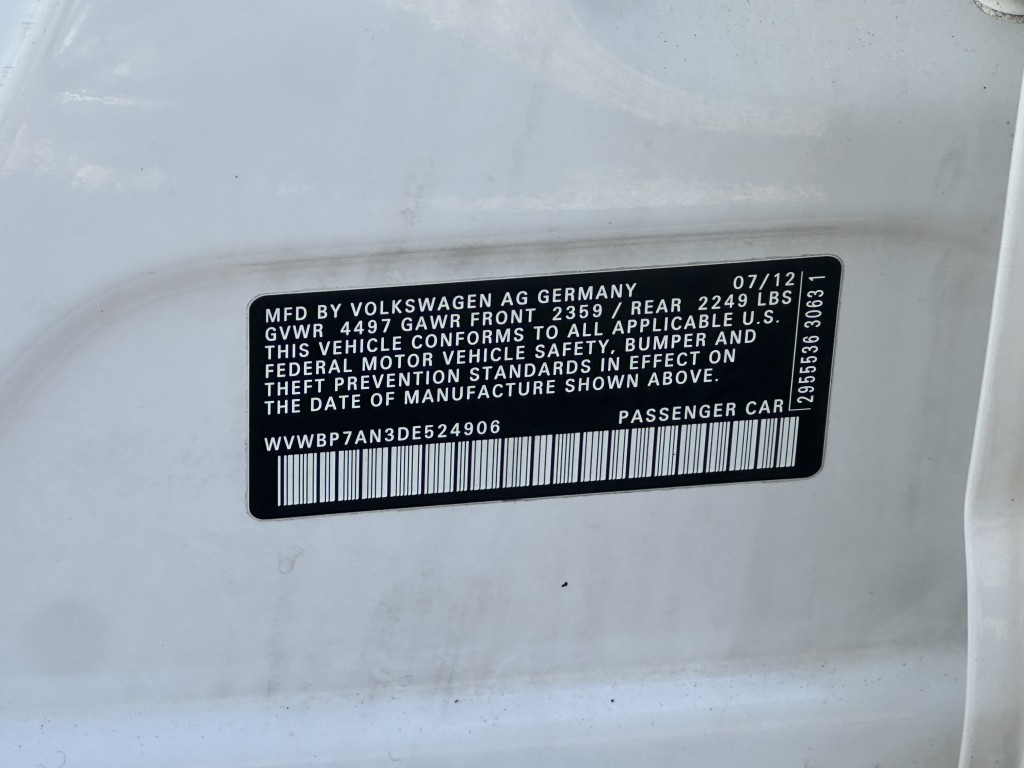 MFD BY VOLKSWAGEN AG GERMANY 07/12
GVWR 4497 GAWR FRONT 2359 / REAR 2249 LBS
THIS VEHICLE CONFORMS TO ALL APPLICABLE U.S.
FEDERAL MOTOR VEHICLE SAFETY, BUMPER AND
THEFT PREVENTION STANDARDS IN EFFECT ON
THE DATE OF MANUFACTURE SHOWN ABOVE.
WVWBP7AN3DE524906 PASSENGER CAR
2955536 30631